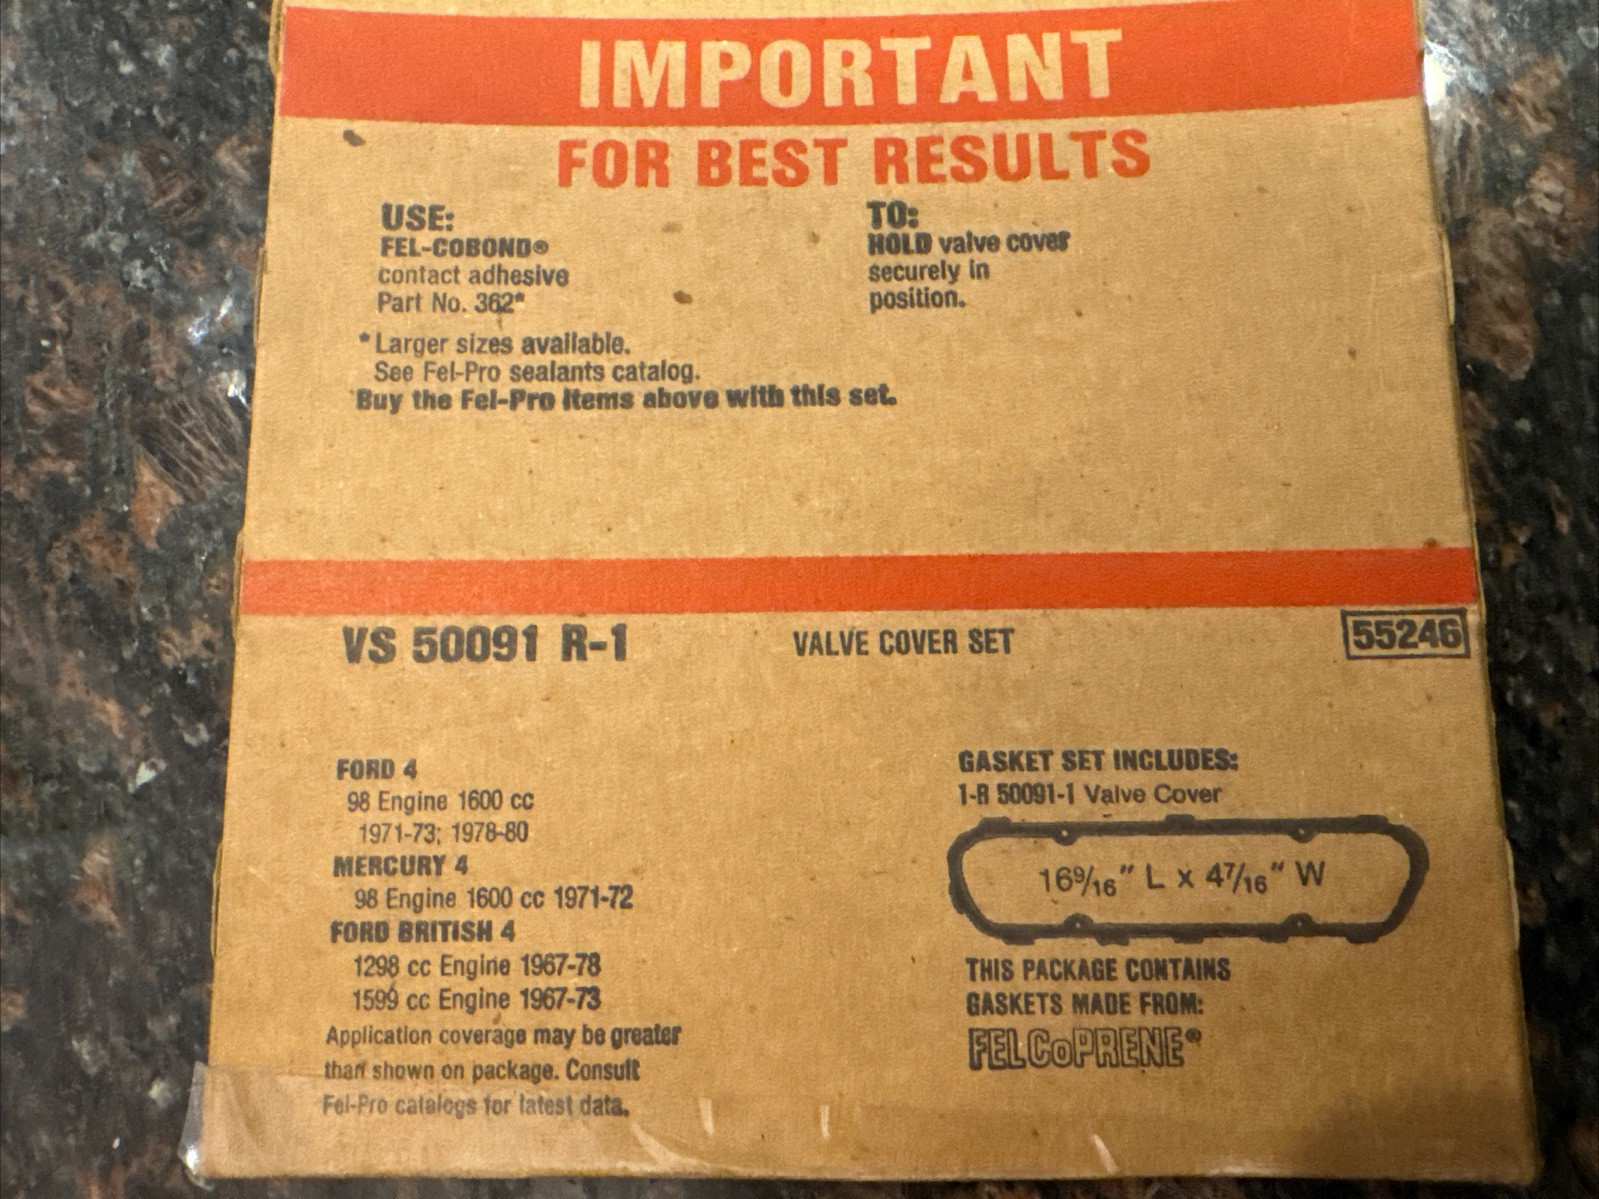 IMPORTANT
FOR BEST RESULTS
USE:
FEL-COBOND®
contact adhesive
Part No. 362*
TO:
HOLD valve cover
securely in
position.
*Larger sizes available.
See Fel-Pro sealants catalog.
Buy the Fel-Pro items above with this set.
VS 50091 R-1 VALVE COVER SET 55246
FORD 4
98 Engine 1600 cc
1971-73; 1978-80
MERCURY 4
98 Engine 1600 cc 1971-72
FORD BRITISH 4
1298 cc Engine 1967-78
1599 cc Engine 1967-73
Application coverage may be greater
than shown on package. Consult
Fel-Pro catalogs for latest data.
GASKET SET INCLUDES:
1-R 50091-1 Valve Cover
16 9/16" L x 4 7/16" W
THIS PACKAGE CONTAINS
GASKETS MADE FROM:
FELCOPRENE®